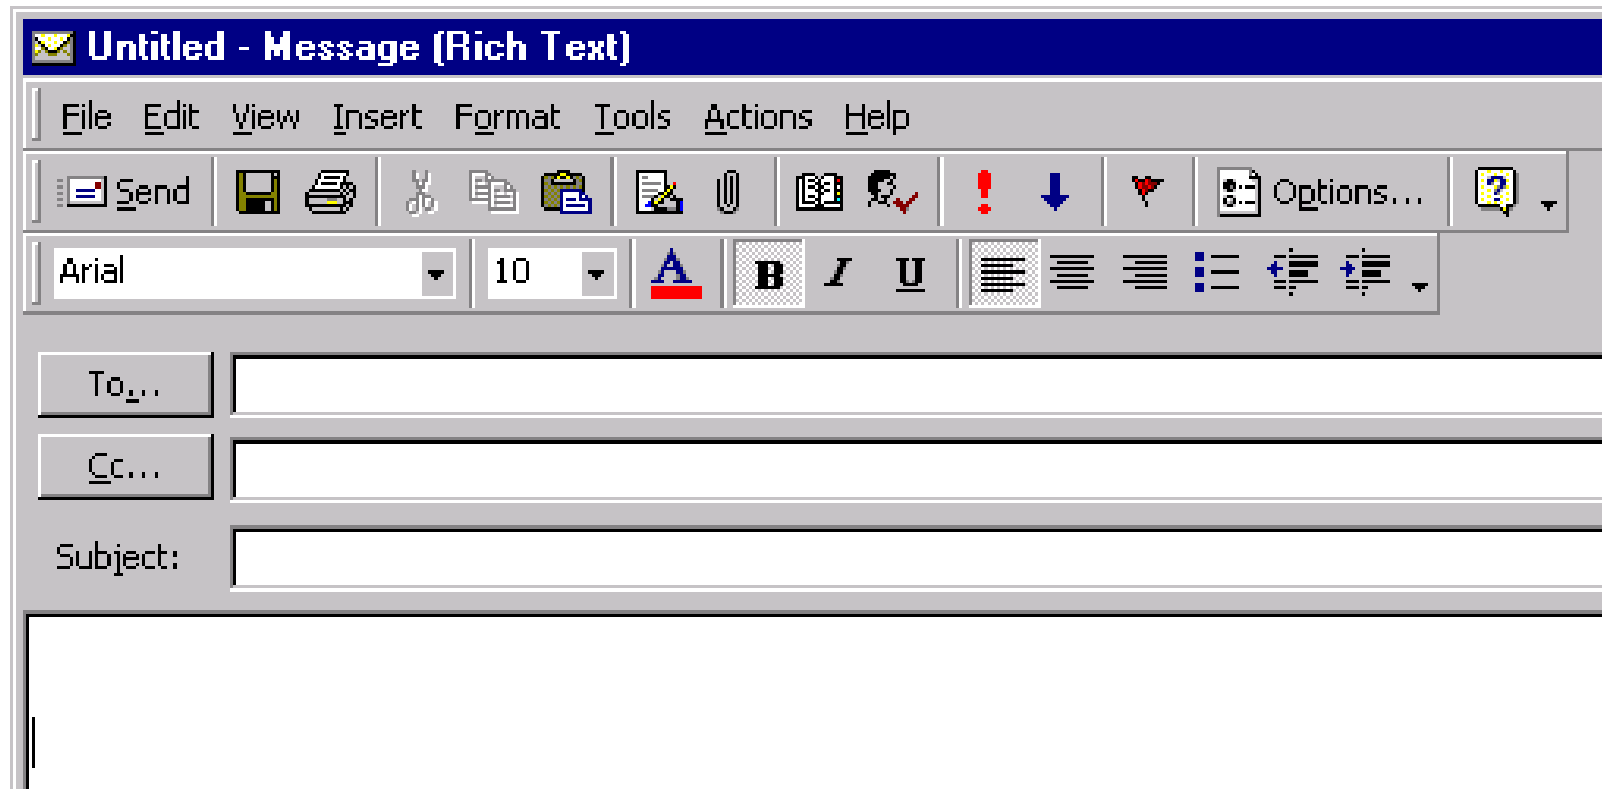 Untitled - Message (Rich Text)
File Edit View Insert Format Tools Actions Help
Send Options...
Arial 10 A B I U
To...
Cc...
Subject: